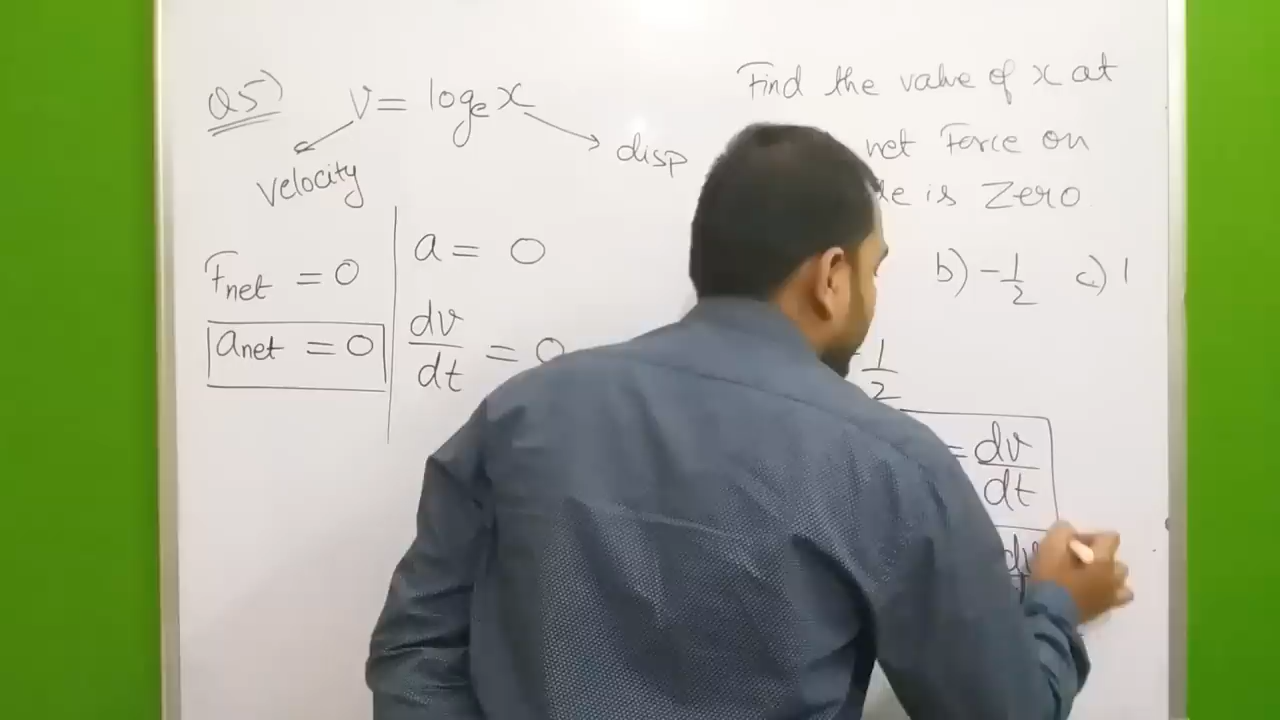 Q5) V = logₑ x
velocity
disp
Find the value of x at
net Force on
is Zero
b) -1/2 c) 1
1/2
Fnet = 0
anet = 0
a = 0
dv/dt = 0
= dv/dt
dv